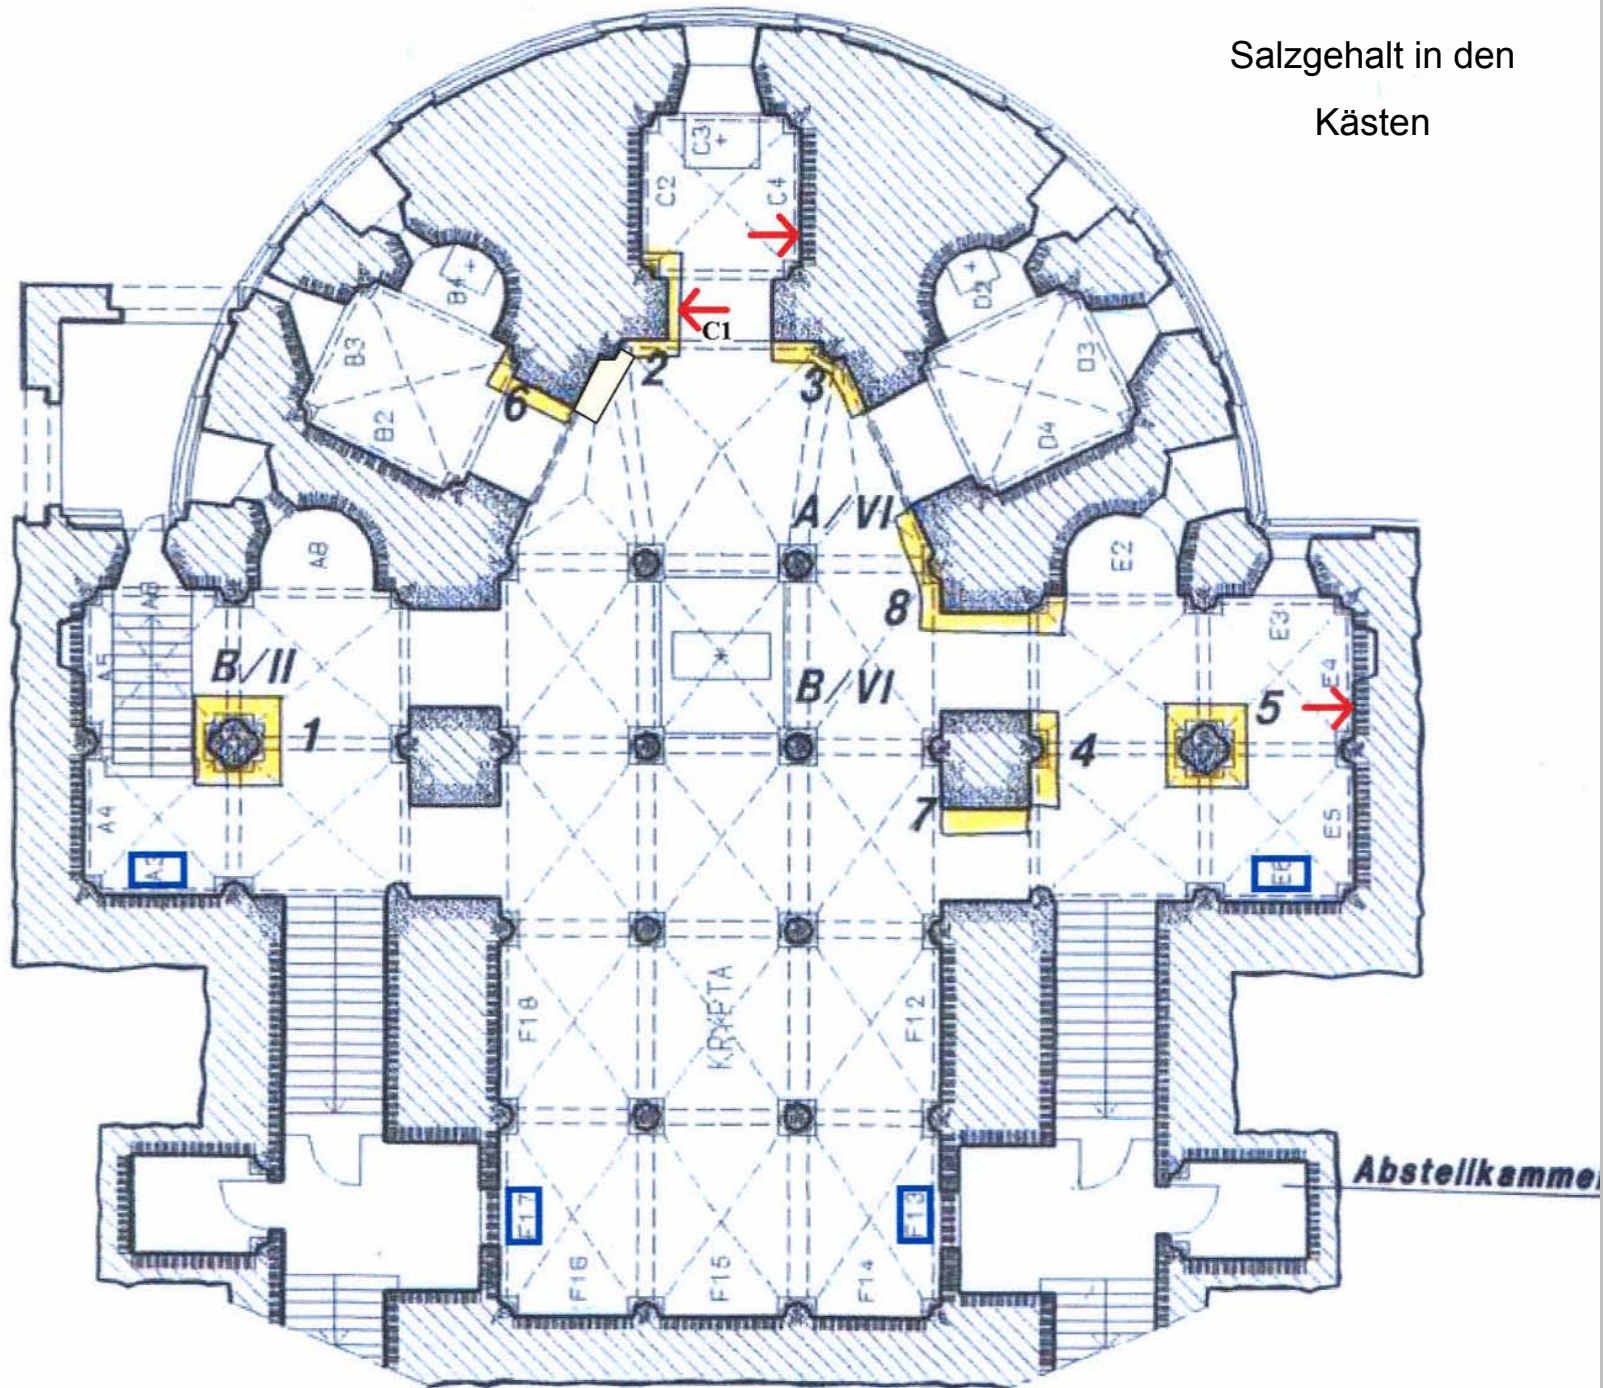 Salzgehalt in den
Kästen
C3
C2
C4
C1
2
3
6
B4
B3
B2
D2
D3
D4
A/VI
A8
E2
8
E3
B/II
A5
B/VI
E4
5
1
4
A4
7
E5
A3
E6
F18
KRYPTA
F12
F17
F13
Abstellkamme
F16
F15
F14